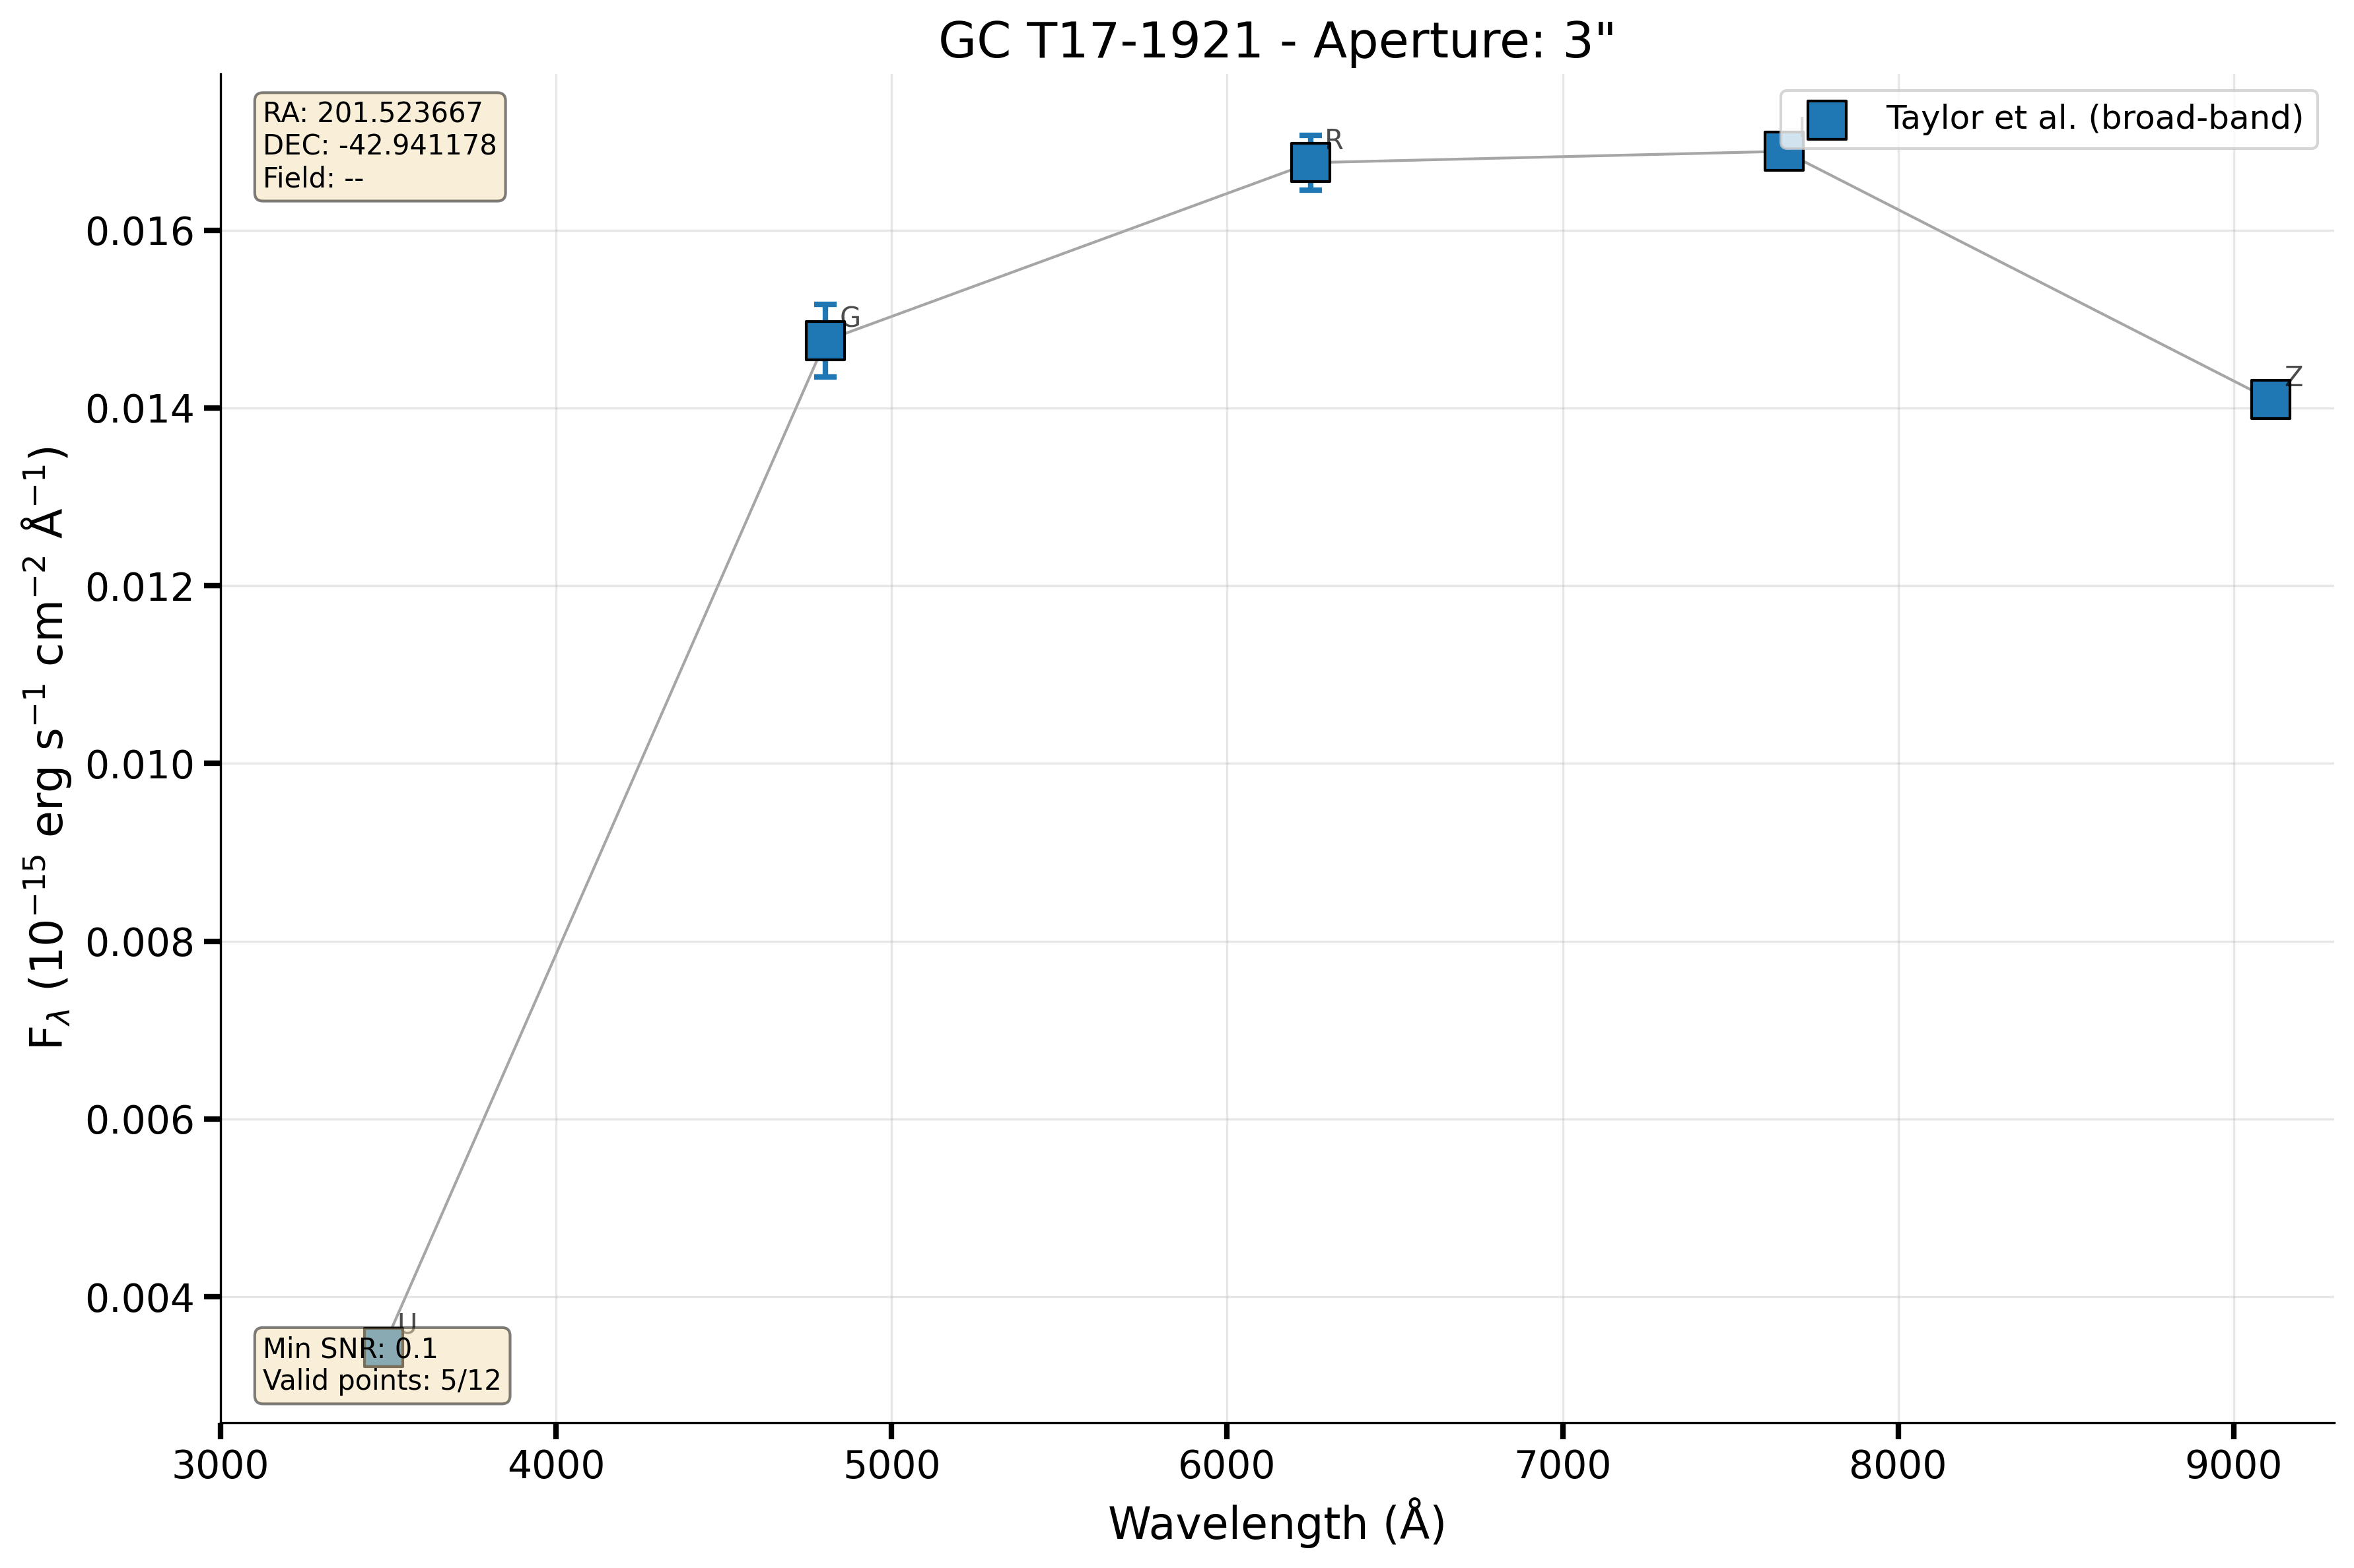 GC T17-1921 - Aperture: 3"
RA: 201.523667
DEC: -42.941178
Field: --
Taylor et al. (broad-band)
R
I
G
Z
U
Min SNR: 0.1
Valid points: 5/12
0.016
0.014
0.012
0.010
0.008
0.006
0.004
F_λ (10⁻¹⁵ erg s⁻¹ cm⁻² Å⁻¹)
3000 4000 5000 6000 7000 8000 9000
Wavelength (Å)